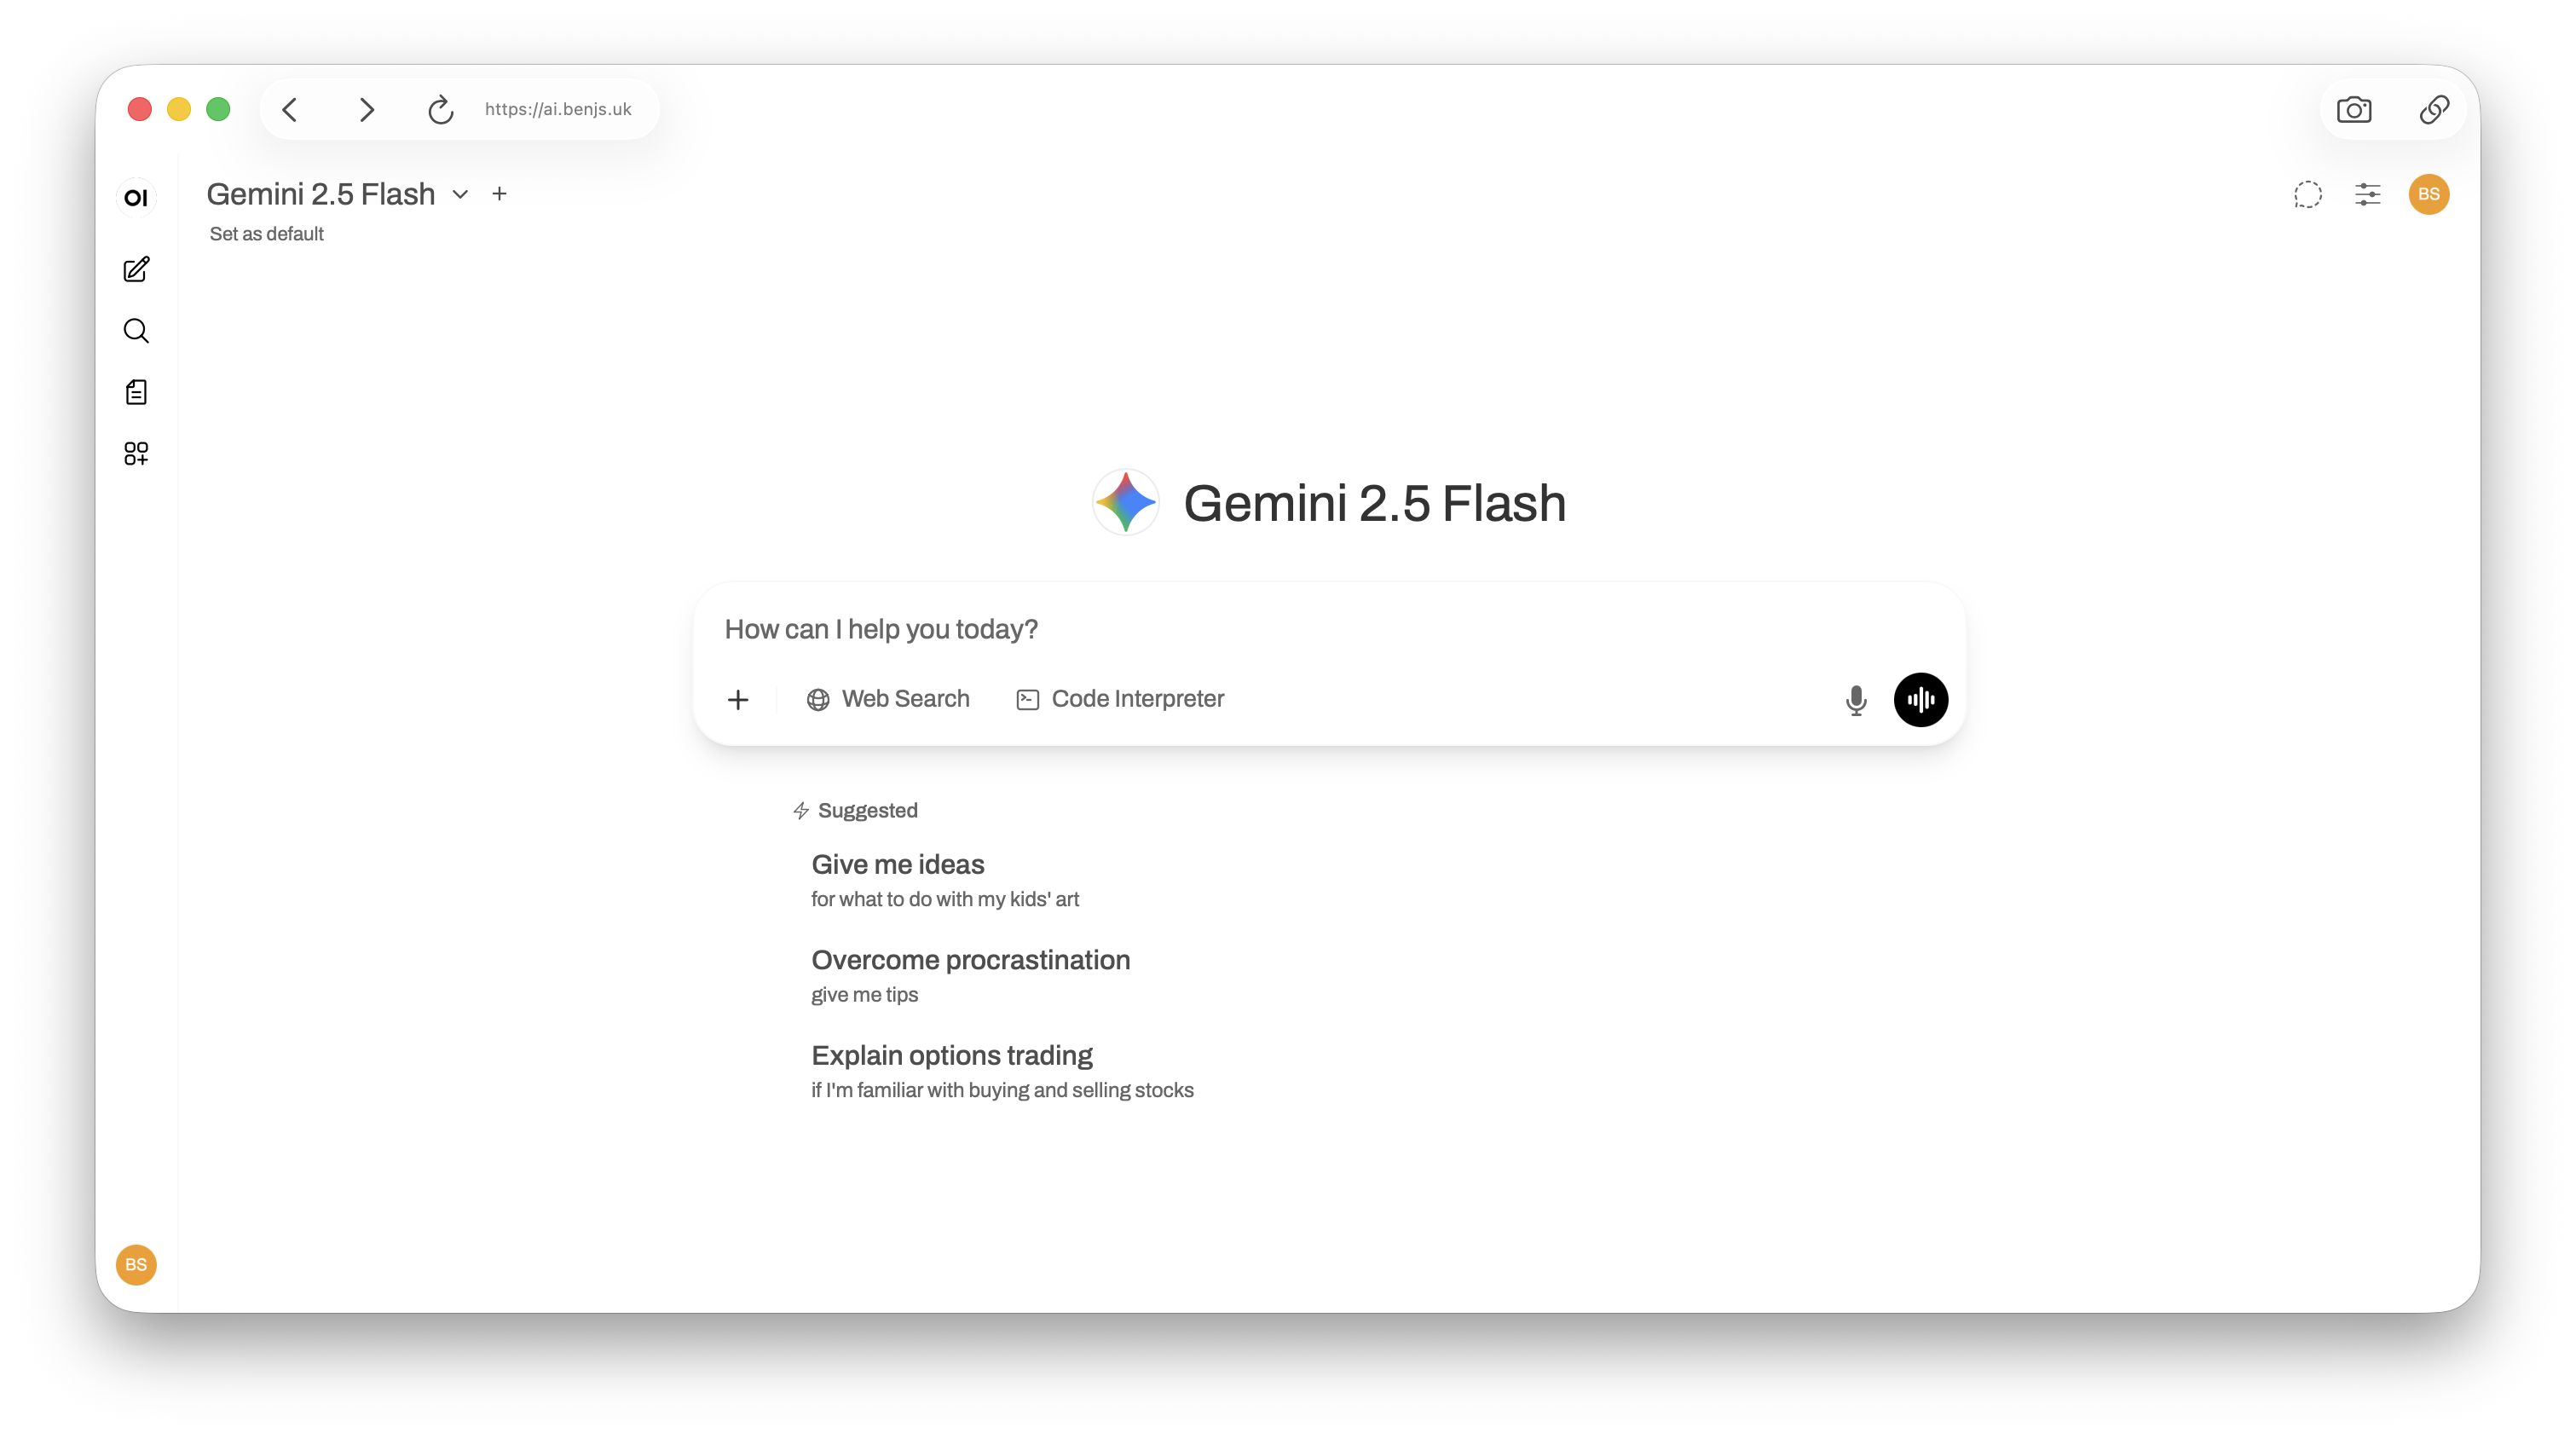 https://ai.benjs.uk
OI
Gemini 2.5 Flash
Set as default
BS
Gemini 2.5 Flash
How can I help you today?
Web Search
Code Interpreter
Suggested
Give me ideas
for what to do with my kids' art
Overcome procrastination
give me tips
Explain options trading
if I'm familiar with buying and selling stocks
BS